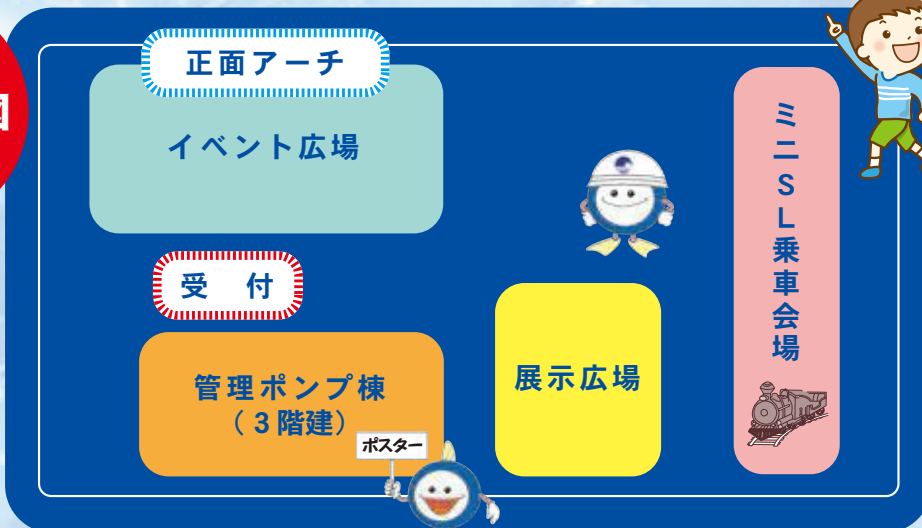 図
正面アーチ
イベント広場
受　付
管理ポンプ棟
（３階建）
ポスター
展示広場
ミニSL乗車会場